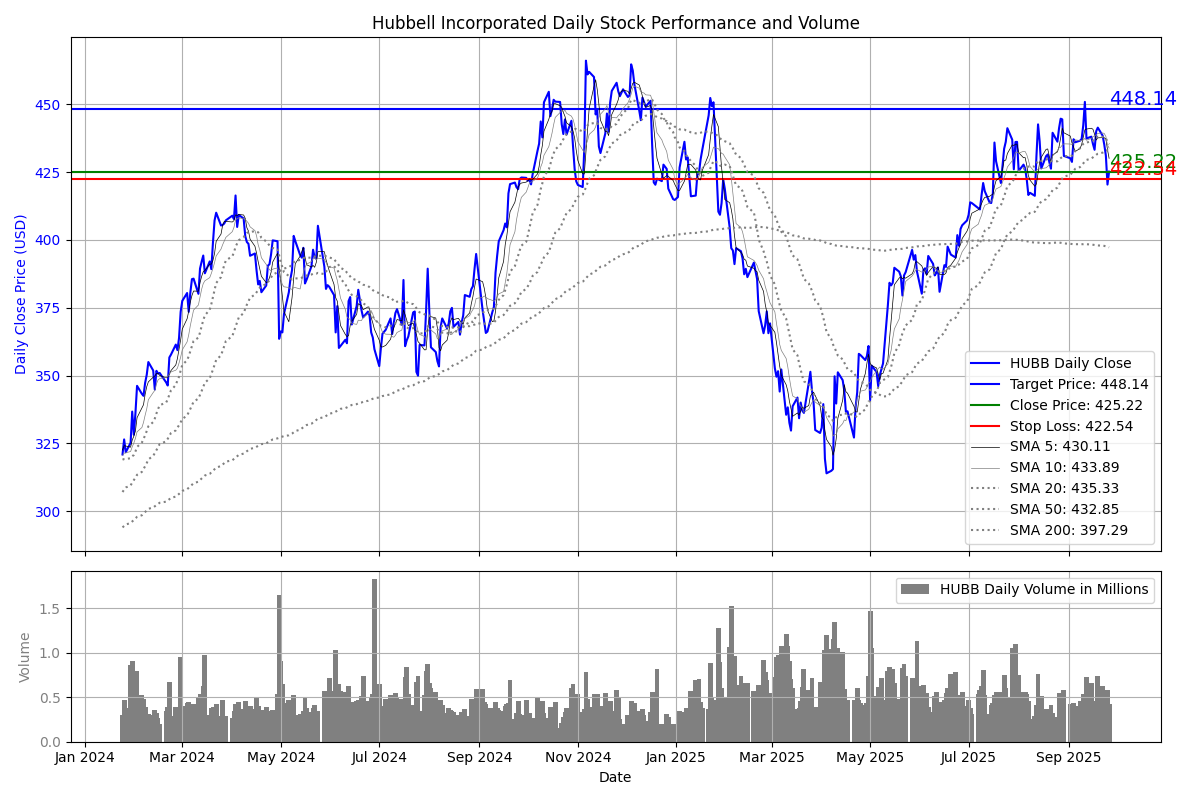 Hubbell Incorporated Daily Stock Performance and Volume
Daily Close Price (USD)
450
425
400
375
350
325
300
448.14
425.22
422.54
HUBB Daily Close
Target Price: 448.14
Close Price: 425.22
Stop Loss: 422.54
SMA 5: 430.11
SMA 10: 433.89
SMA 20: 435.33
SMA 50: 432.85
SMA 200: 397.29
Volume
1.5
1.0
0.5
0.0
HUBB Daily Volume in Millions
Jan 2024 Mar 2024 May 2024 Jul 2024 Sep 2024 Nov 2024 Jan 2025 Mar 2025 May 2025 Jul 2025 Sep 2025
Date